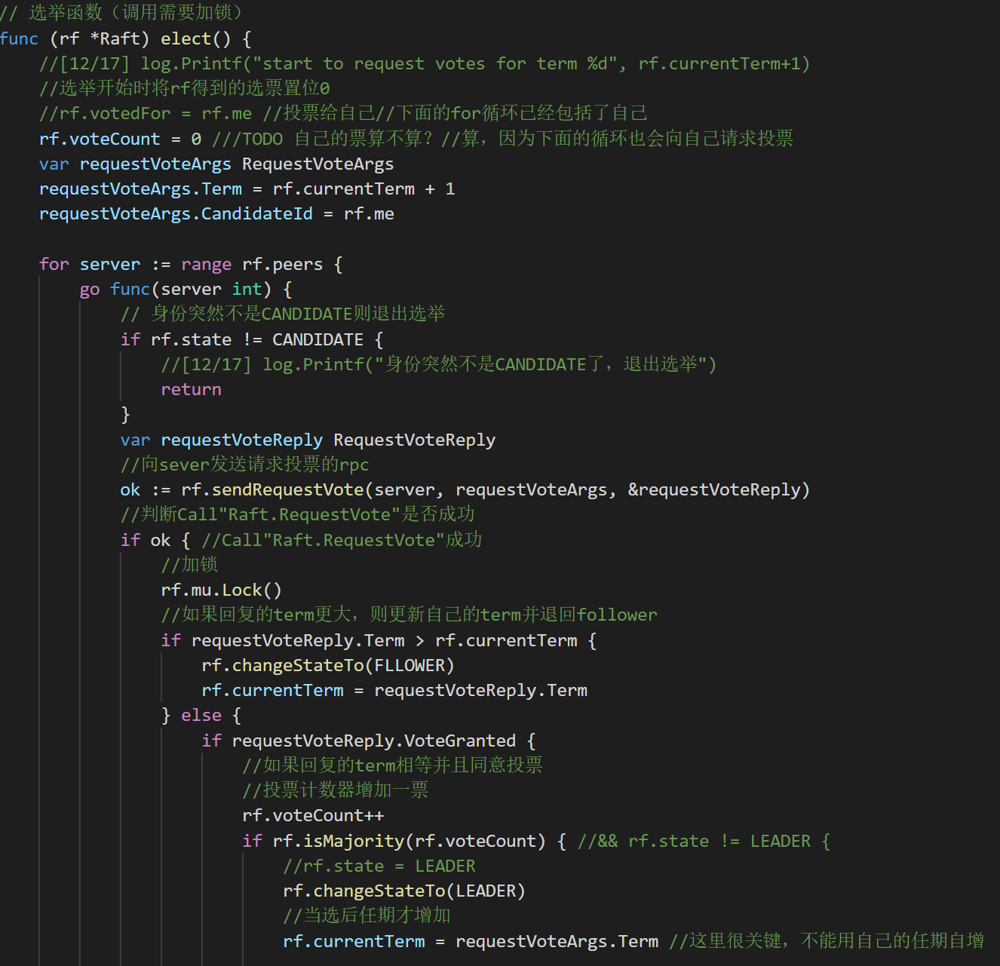 // 选举函数（调用需要加锁）
func (rf *Raft) elect() {
//[12/17] log.Printf("start to request votes for term %d", rf.currentTerm+1)
//选举开始时将rf得到的选票置位0
//rf.votedFor = rf.me //投票给自己//下面的for循环已经包括了自己
rf.voteCount = 0 ///TODO 自己的票算不算？//算，因为下面的循环也会向自己请求投票
var requestVoteArgs RequestVoteArgs
requestVoteArgs.Term = rf.currentTerm + 1
requestVoteArgs.CandidateId = rf.me
for server := range rf.peers {
go func(server int) {
// 身份突然不是CANDIDATE则退出选举
if rf.state != CANDIDATE {
//[12/17] log.Printf("身份突然不是CANDIDATE了，退出选举")
return
}
var requestVoteReply RequestVoteReply
//向sever发送请求投票的rpc
ok := rf.sendRequestVote(server, requestVoteArgs, &requestVoteReply)
//判断Call"Raft.RequestVote"是否成功
if ok { //Call"Raft.RequestVote"成功
//加锁
rf.mu.Lock()
//如果回复的term更大，则更新自己的term并退回follower
if requestVoteReply.Term > rf.currentTerm {
rf.changeStateTo(FLLOWER)
rf.currentTerm = requestVoteReply.Term
} else {
if requestVoteReply.VoteGranted {
//如果回复的term相等并且同意投票
//投票计数器增加一票
rf.voteCount++
if rf.isMajority(rf.voteCount) { //&& rf.state != LEADER {
//rf.state = LEADER
rf.changeStateTo(LEADER)
//当选后任期才增加
rf.currentTerm = requestVoteArgs.Term //这里很关键，不能用自己的任期自增